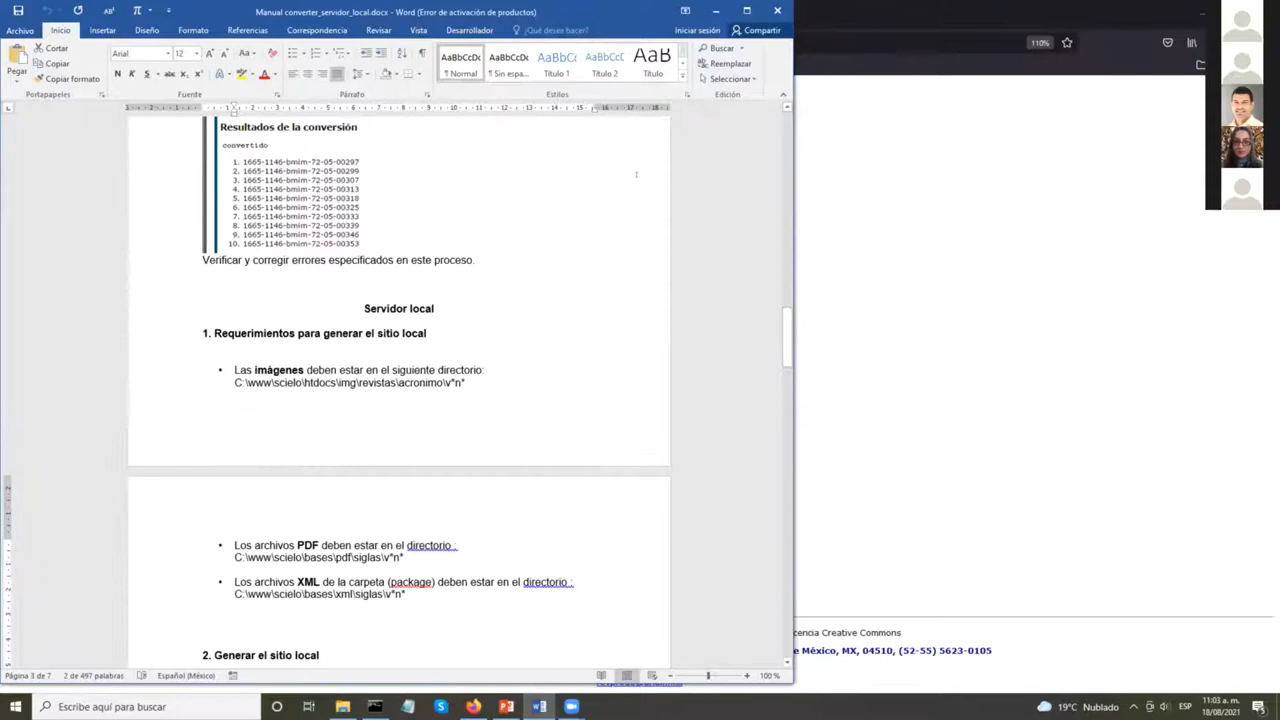 Manual converter_servidor_local.docx - Word (Error de activación de productos)
Archivo Inicio Insertar Diseño Formato Referencias Correspondencia Revisar Vista Desarrollador ¿Qué desea hacer? Iniciar sesión Compartir
Pegar
Cortar
Copiar
Copiar formato
Portapapeles
Arial 12
N K S abc x₂ x²
Fuente
Párrafo
AaBbCcDc AaBbCcDc AaBbCc AaBbCcC AaB
¶ Normal ¶ Sin espa... Título 1 Título 2 Título
Estilos
Buscar
Reemplazar
Seleccionar
Edición
110%
Resultados de la conversión
convertido
1. 1665-1146-bmim-72-05-00297
2. 1665-1146-bmim-72-05-00299
3. 1665-1146-bmim-72-05-00307
4. 1665-1146-bmim-72-05-00313
5. 1665-1146-bmim-72-05-00318
6. 1665-1146-bmim-72-05-00325
7. 1665-1146-bmim-72-05-00333
8. 1665-1146-bmim-72-05-00339
9. 1665-1146-bmim-72-05-00346
10. 1665-1146-bmim-72-05-00353
Verificar y corregir errores especificados en este proceso.
Servidor local
1. Requerimientos para generar el sitio local
• Las imágenes deben estar en el siguiente directorio:
C:\www\scielo\htdocs\img\revistas\acronimo\v*n*
• Los archivos PDF deben estar en el directorio :
C:\www\scielo\bases\pdf\siglas\v*n*
• Los archivos XML de la carpeta (package) deben estar en el directorio :
C:\www\scielo\bases\xml\siglas\v*n*
2. Generar el sitio local
cencia Creative Commons
e México, MX, 04510, (52-55) 5623-0105
Página 3 de 7 2 de 497 palabras Español (México) 100 %
Escribe aquí para buscar
19°C Nublado ESP
11:03 a. m.
18/08/2021